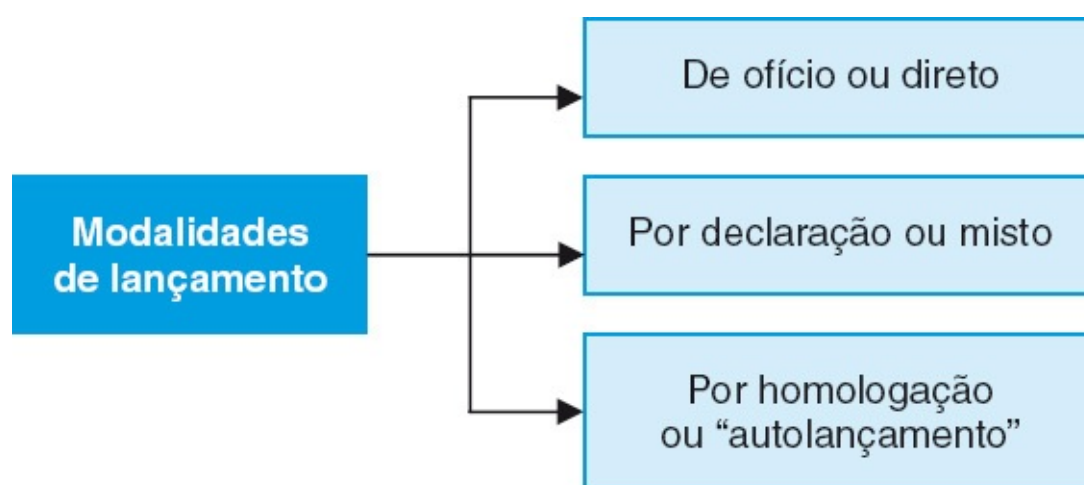 Modalidades
de lançamento
De ofício ou direto
Por declaração ou misto
Por homologação
ou “autolançamento”